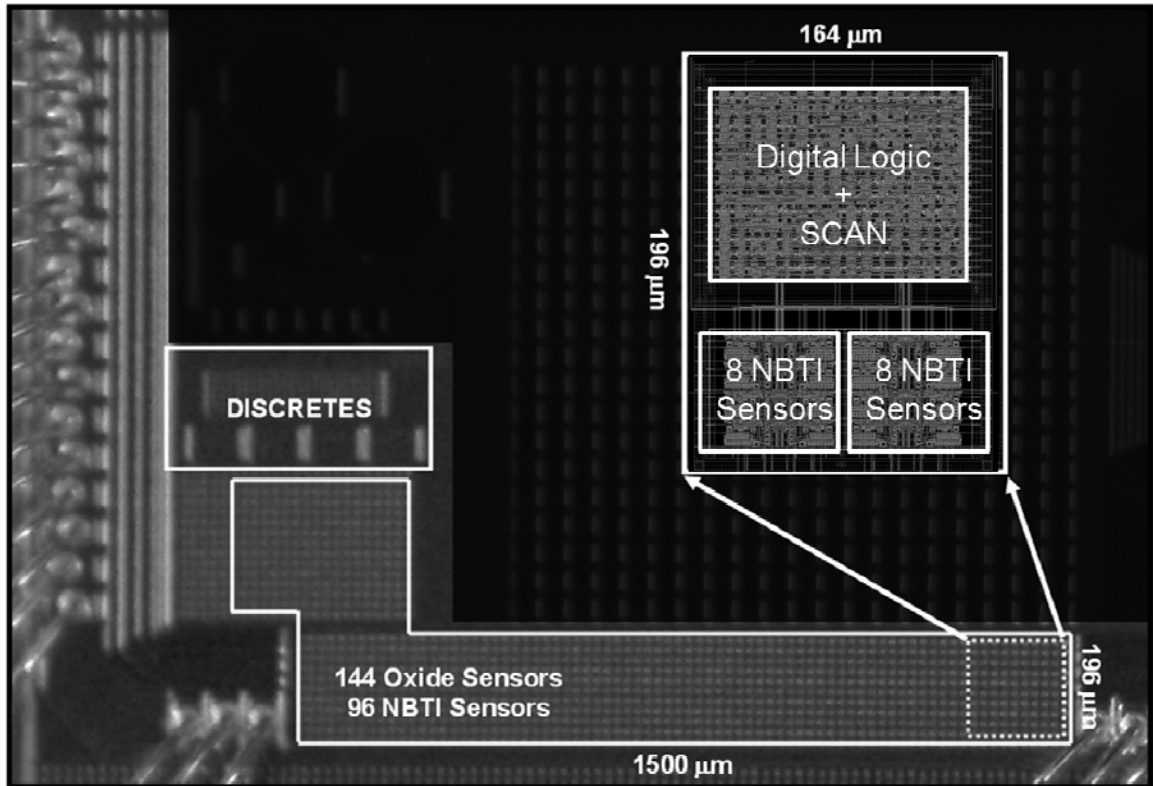 164 μm
Digital Logic
+
SCAN
196 μm
8 NBTI
Sensors
8 NBTI
Sensors
DISCRETES
144 Oxide Sensors
96 NBTI Sensors
196 μm
1500 μm